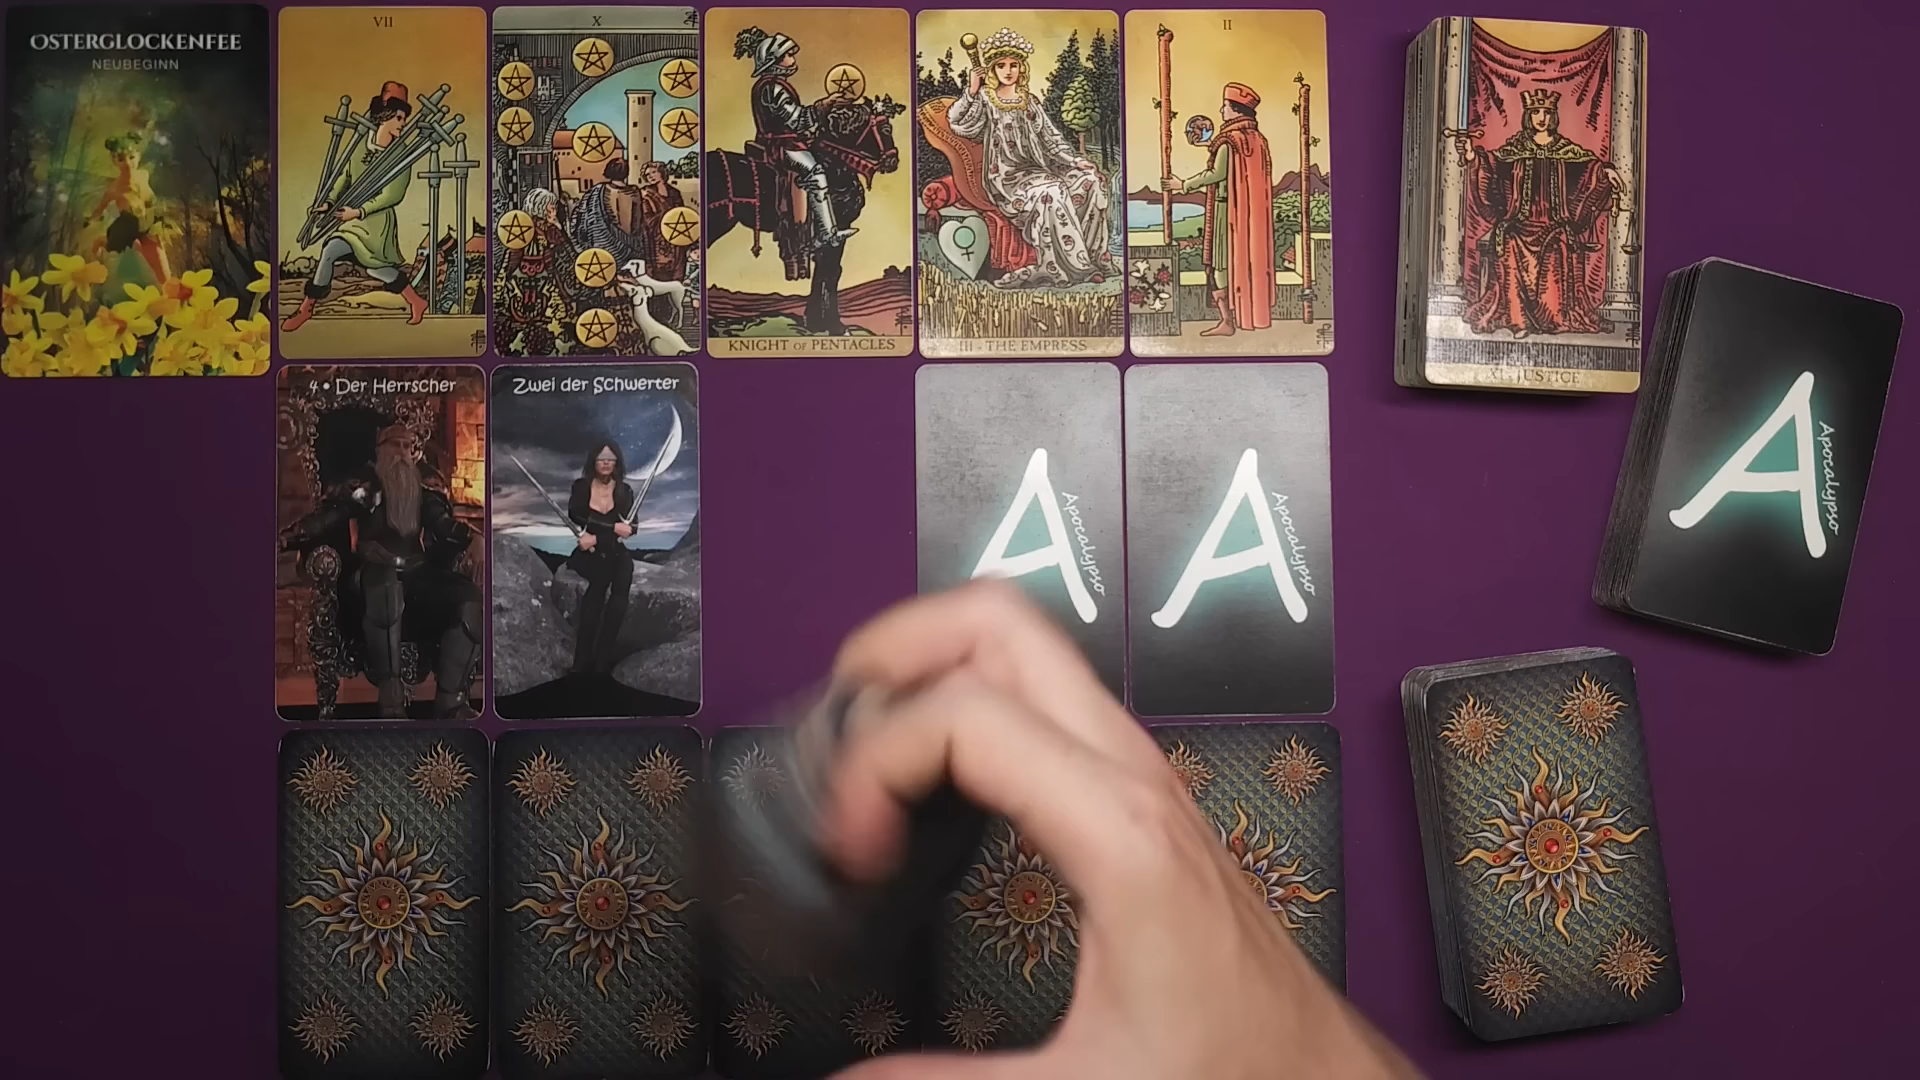 OSTERGLOCKENFEE
NEUBEGINN
VII
X
KNIGHT OF PENTACLES
III - THE EMPRESS
II
XI - JUSTICE
4 • Der Herrscher
Zwei der Schwerter
A
Apocalypso
A
Apocalypso
A
Apocalypso